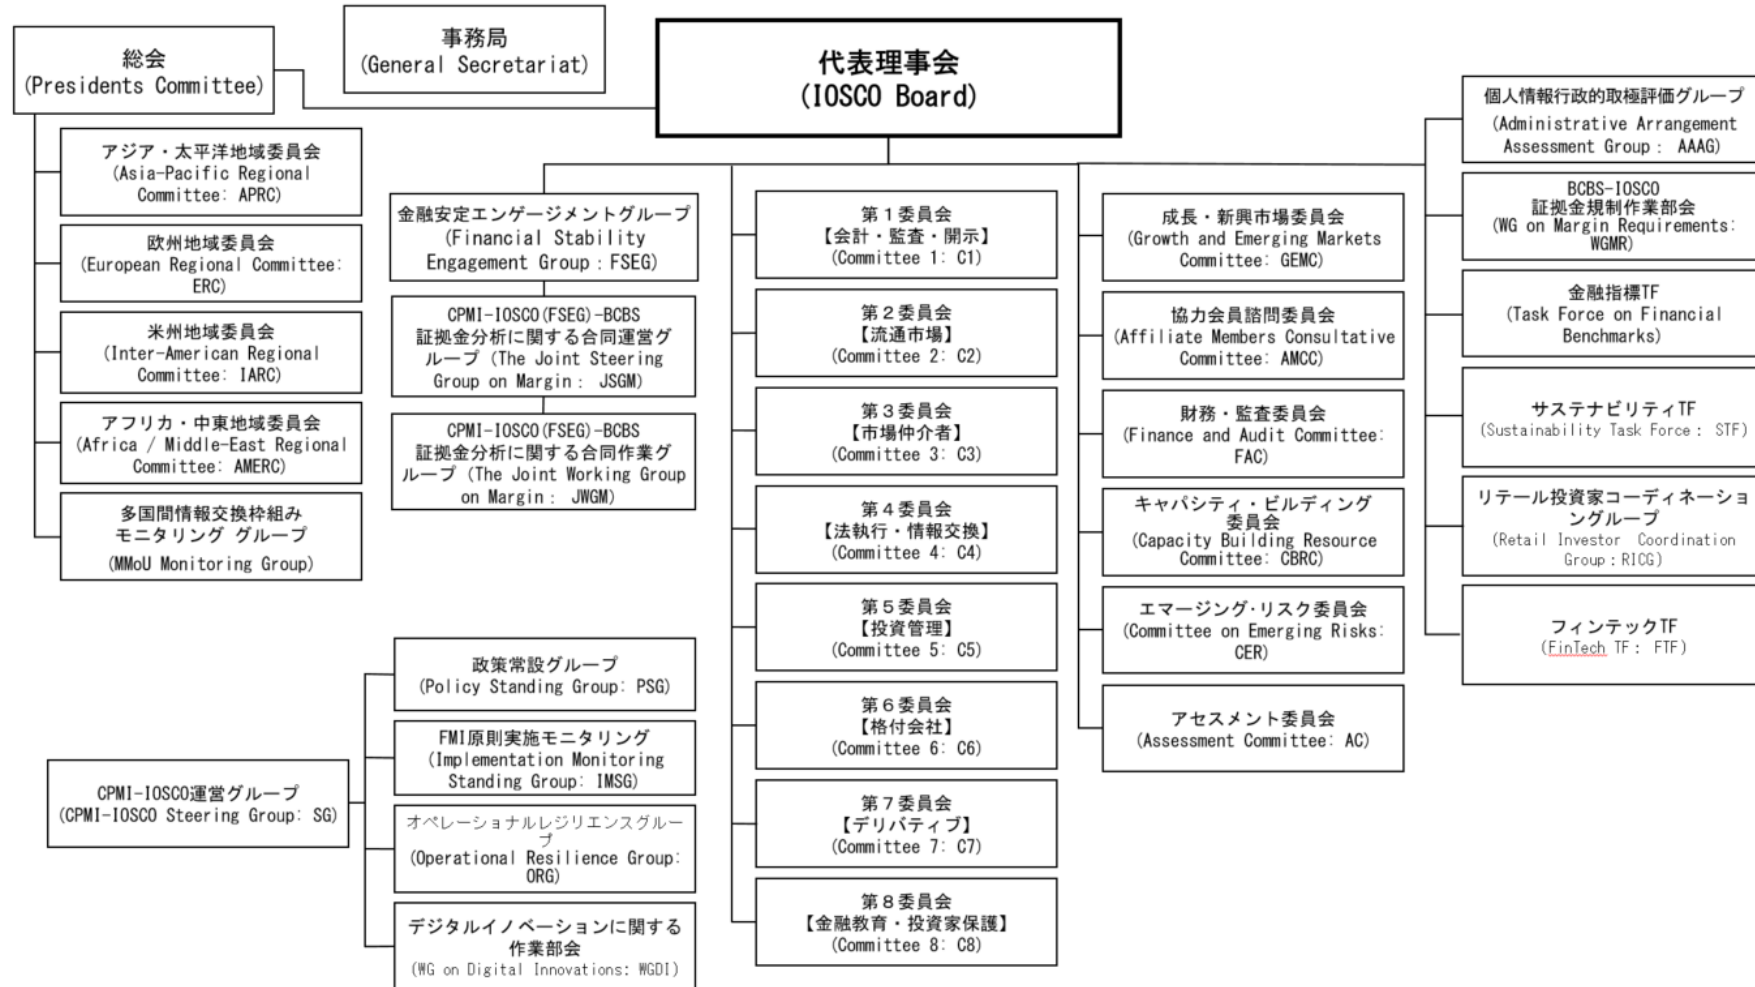 総会
(Presidents Committee)
事務局
(General Secretariat)
代表理事会
(IOSCO Board)
アジア・太平洋地域委員会
(Asia-Pacific Regional
Committee: APRC)
欧州地域委員会
(European Regional Committee:
ERC)
米州地域委員会
(Inter-American Regional
Committee: IARC)
アフリカ・中東地域委員会
(Africa / Middle-East Regional
Committee: AMERC)
多国間情報交換枠組み
モニタリング グループ
(MMoU Monitoring Group)
金融安定エンゲージメントグループ
(Financial Stability
Engagement Group：FSEG)
CPMI-IOSCO(FSEG)-BCBS
証拠金分析に関する合同運営グ
ループ（The Joint Steering
Group on Margin： JSGM)
CPMI-IOSCO(FSEG)-BCBS
証拠金分析に関する合同作業グ
ループ（The Joint Working Group
on Margin： JWGM)
CPMI-IOSCO運営グループ
(CPMI-IOSCO Steering Group: SG)
政策常設グループ
(Policy Standing Group: PSG)
FMI原則実施モニタリング
(Implementation Monitoring
Standing Group: IMSG)
オペレーショナルレジリエンスグルー
プ
(Operational Resilience Group:
ORG)
デジタルイノベーションに関する
作業部会
(WG on Digital Innovations: WGDI)
第１委員会
【会計・監査・開示】
(Committee 1: C1)
第２委員会
【流通市場】
(Committee 2: C2)
第３委員会
【市場仲介者】
(Committee 3: C3)
第４委員会
【法執行・情報交換】
(Committee 4: C4)
第５委員会
【投資管理】
(Committee 5: C5)
第６委員会
【格付会社】
(Committee 6: C6)
第７委員会
【デリバティブ】
(Committee 7: C7)
第８委員会
【金融教育・投資家保護】
(Committee 8: C8)
成長・新興市場委員会
(Growth and Emerging Markets
Committee: GEMC)
協力会員諮問委員会
(Affiliate Members Consultative
Committee: AMCC)
財務・監査委員会
(Finance and Audit Committee:
FAC)
キャパシティ・ビルディング
委員会
(Capacity Building Resource
Committee: CBRC)
エマージング・リスク委員会
(Committee on Emerging Risks:
CER)
アセスメント委員会
(Assessment Committee: AC)
個人情報行政的取極評価グループ
(Administrative Arrangement
Assessment Group： AAAG)
BCBS-IOSCO
証拠金規制作業部会
(WG on Margin Requirements:
WGMR)
金融指標TF
(Task Force on Financial
Benchmarks)
サステナビリティTF
(Sustainability Task Force： STF)
リテール投資家コーディネーショ
ングループ
(Retail Investor Coordination
Group：RICG)
フィンテックTF
(FinTech TF： FTF)